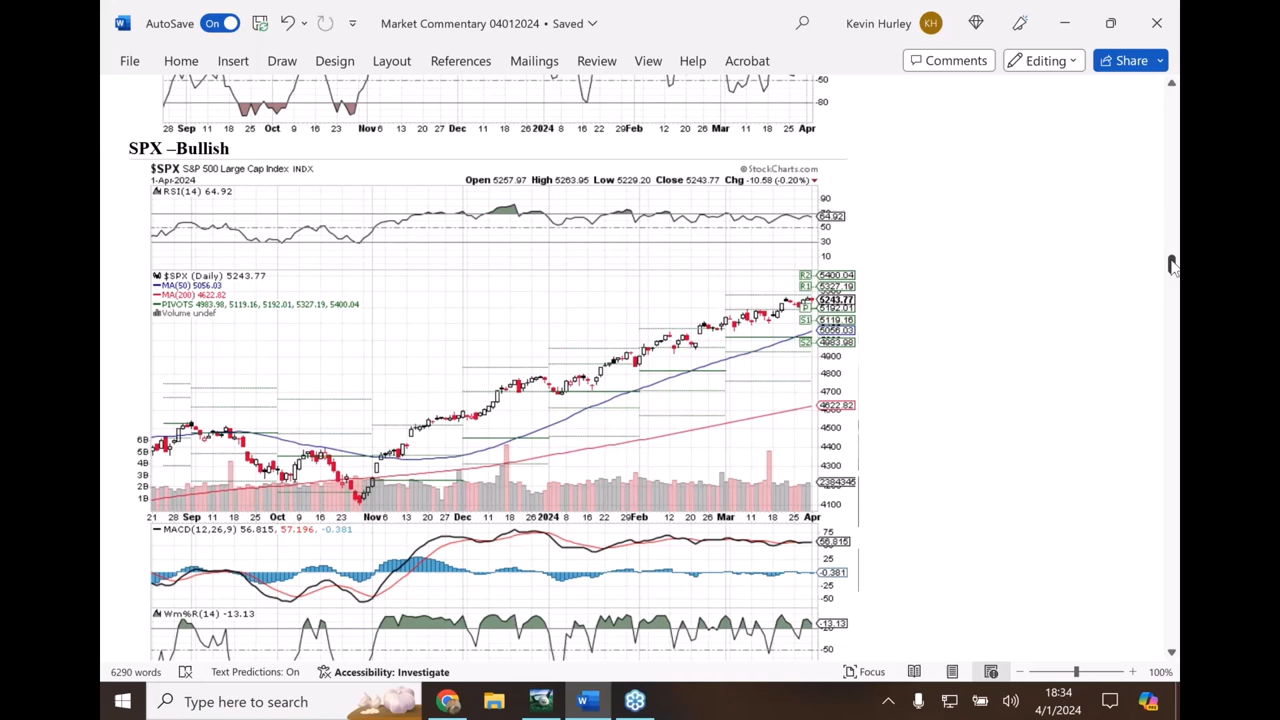 AutoSave On Market Commentary 04012024 • Saved Kevin Hurley KH
File Home Insert Draw Design Layout References Mailings Review View Help Acrobat Comments Editing Share
-50
-80
28 Sep 11 18 25 Oct 9 16 23 Nov 6 13 20 27 Dec 11 18 26 2024 8 16 22 29 Feb 12 20 26 Mar 11 18 25 Apr
SPX –Bullish
$SPX S&P 500 Large Cap Index INDX ©StockCharts.com
1-Apr-2024 Open 5257.97 High 5263.95 Low 5229.20 Close 5243.77 Chg -10.58 (-0.20%)
RSI(14) 64.92
90
64.92
50
30
10
$SPX (Daily) 5243.77
MA(50) 5056.03
MA(200) 4622.82
PIVOTS 4983.98, 5119.16, 5192.01, 5327.19, 5400.04
Volume undef
R2 5400.04
R1 5327.19
5243.77
P 5192.01
S1 5119.16
5056.03
S2 4983.98
4900
4800
4700
4622.82
4500
4400
4300
4100
6B
5B
4B
3B
2B
1B
21 28 Sep 11 18 25 Oct 9 16 23 Nov 6 13 20 27 Dec 11 18 26 2024 8 16 22 29 Feb 12 20 26 Mar 11 18 25 Apr
MACD(12,26,9) 56.815, 57.196, -0.381
75
56.815
25
-0.381
-25
-50
Wm%R(14) -13.13
-13.13
-50
6290 words Text Predictions: On Accessibility: Investigate Focus 100%
Type here to search 18:34
4/1/2024